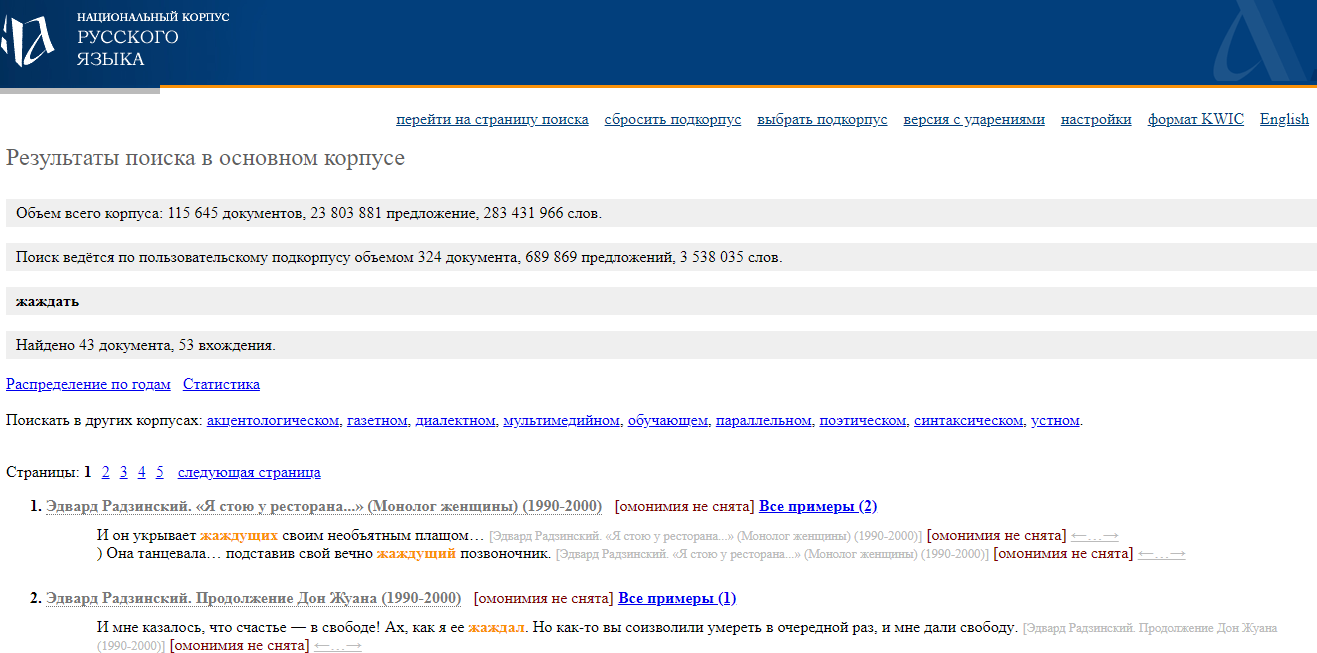 НАЦИОНАЛЬНЫЙ КОРПУС
РУССКОГО
ЯЗЫКА
перейти на страницу поиска сбросить подкорпус выбрать подкорпус версия с ударениями настройки формат KWIC English
Результаты поиска в основном корпусе
Объем всего корпуса: 115 645 документов, 23 803 881 предложение, 283 431 966 слов.
Поиск ведётся по пользовательскому подкорпусу объемом 324 документа, 689 869 предложений, 3 538 035 слов.
жаждать
Найдено 43 документа, 53 вхождения.
Распределение по годам Статистика
Поискать в других корпусах: акцентологическом, газетном, диалектном, мультимедийном, обучающем, параллельном, поэтическом, синтаксическом, устном.
Страницы: 1 2 3 4 5 следующая страница
1. Эдвард Радзинский. «Я стою у ресторана...» (Монолог женщины) (1990-2000) [омонимия не снята] Все примеры (2)
И он укрывает жаждущих своим необъятным плащом… [Эдвард Радзинский. «Я стою у ресторана...» (Монолог женщины) (1990-2000)] [омонимия не снята] ←…→
) Она танцевала… подставив свой вечно жаждущий позвоночник. [Эдвард Радзинский. «Я стою у ресторана...» (Монолог женщины) (1990-2000)] [омонимия не снята] ←…→
2. Эдвард Радзинский. Продолжение Дон Жуана (1990-2000) [омонимия не снята] Все примеры (1)
И мне казалось, что счастье — в свободе! Ах, как я ее жаждал. Но как-то вы соизволили умереть в очередной раз, и мне дали свободу. [Эдвард Радзинский. Продолжение Дон Жуана
(1990-2000)] [омонимия не снята] ←…→